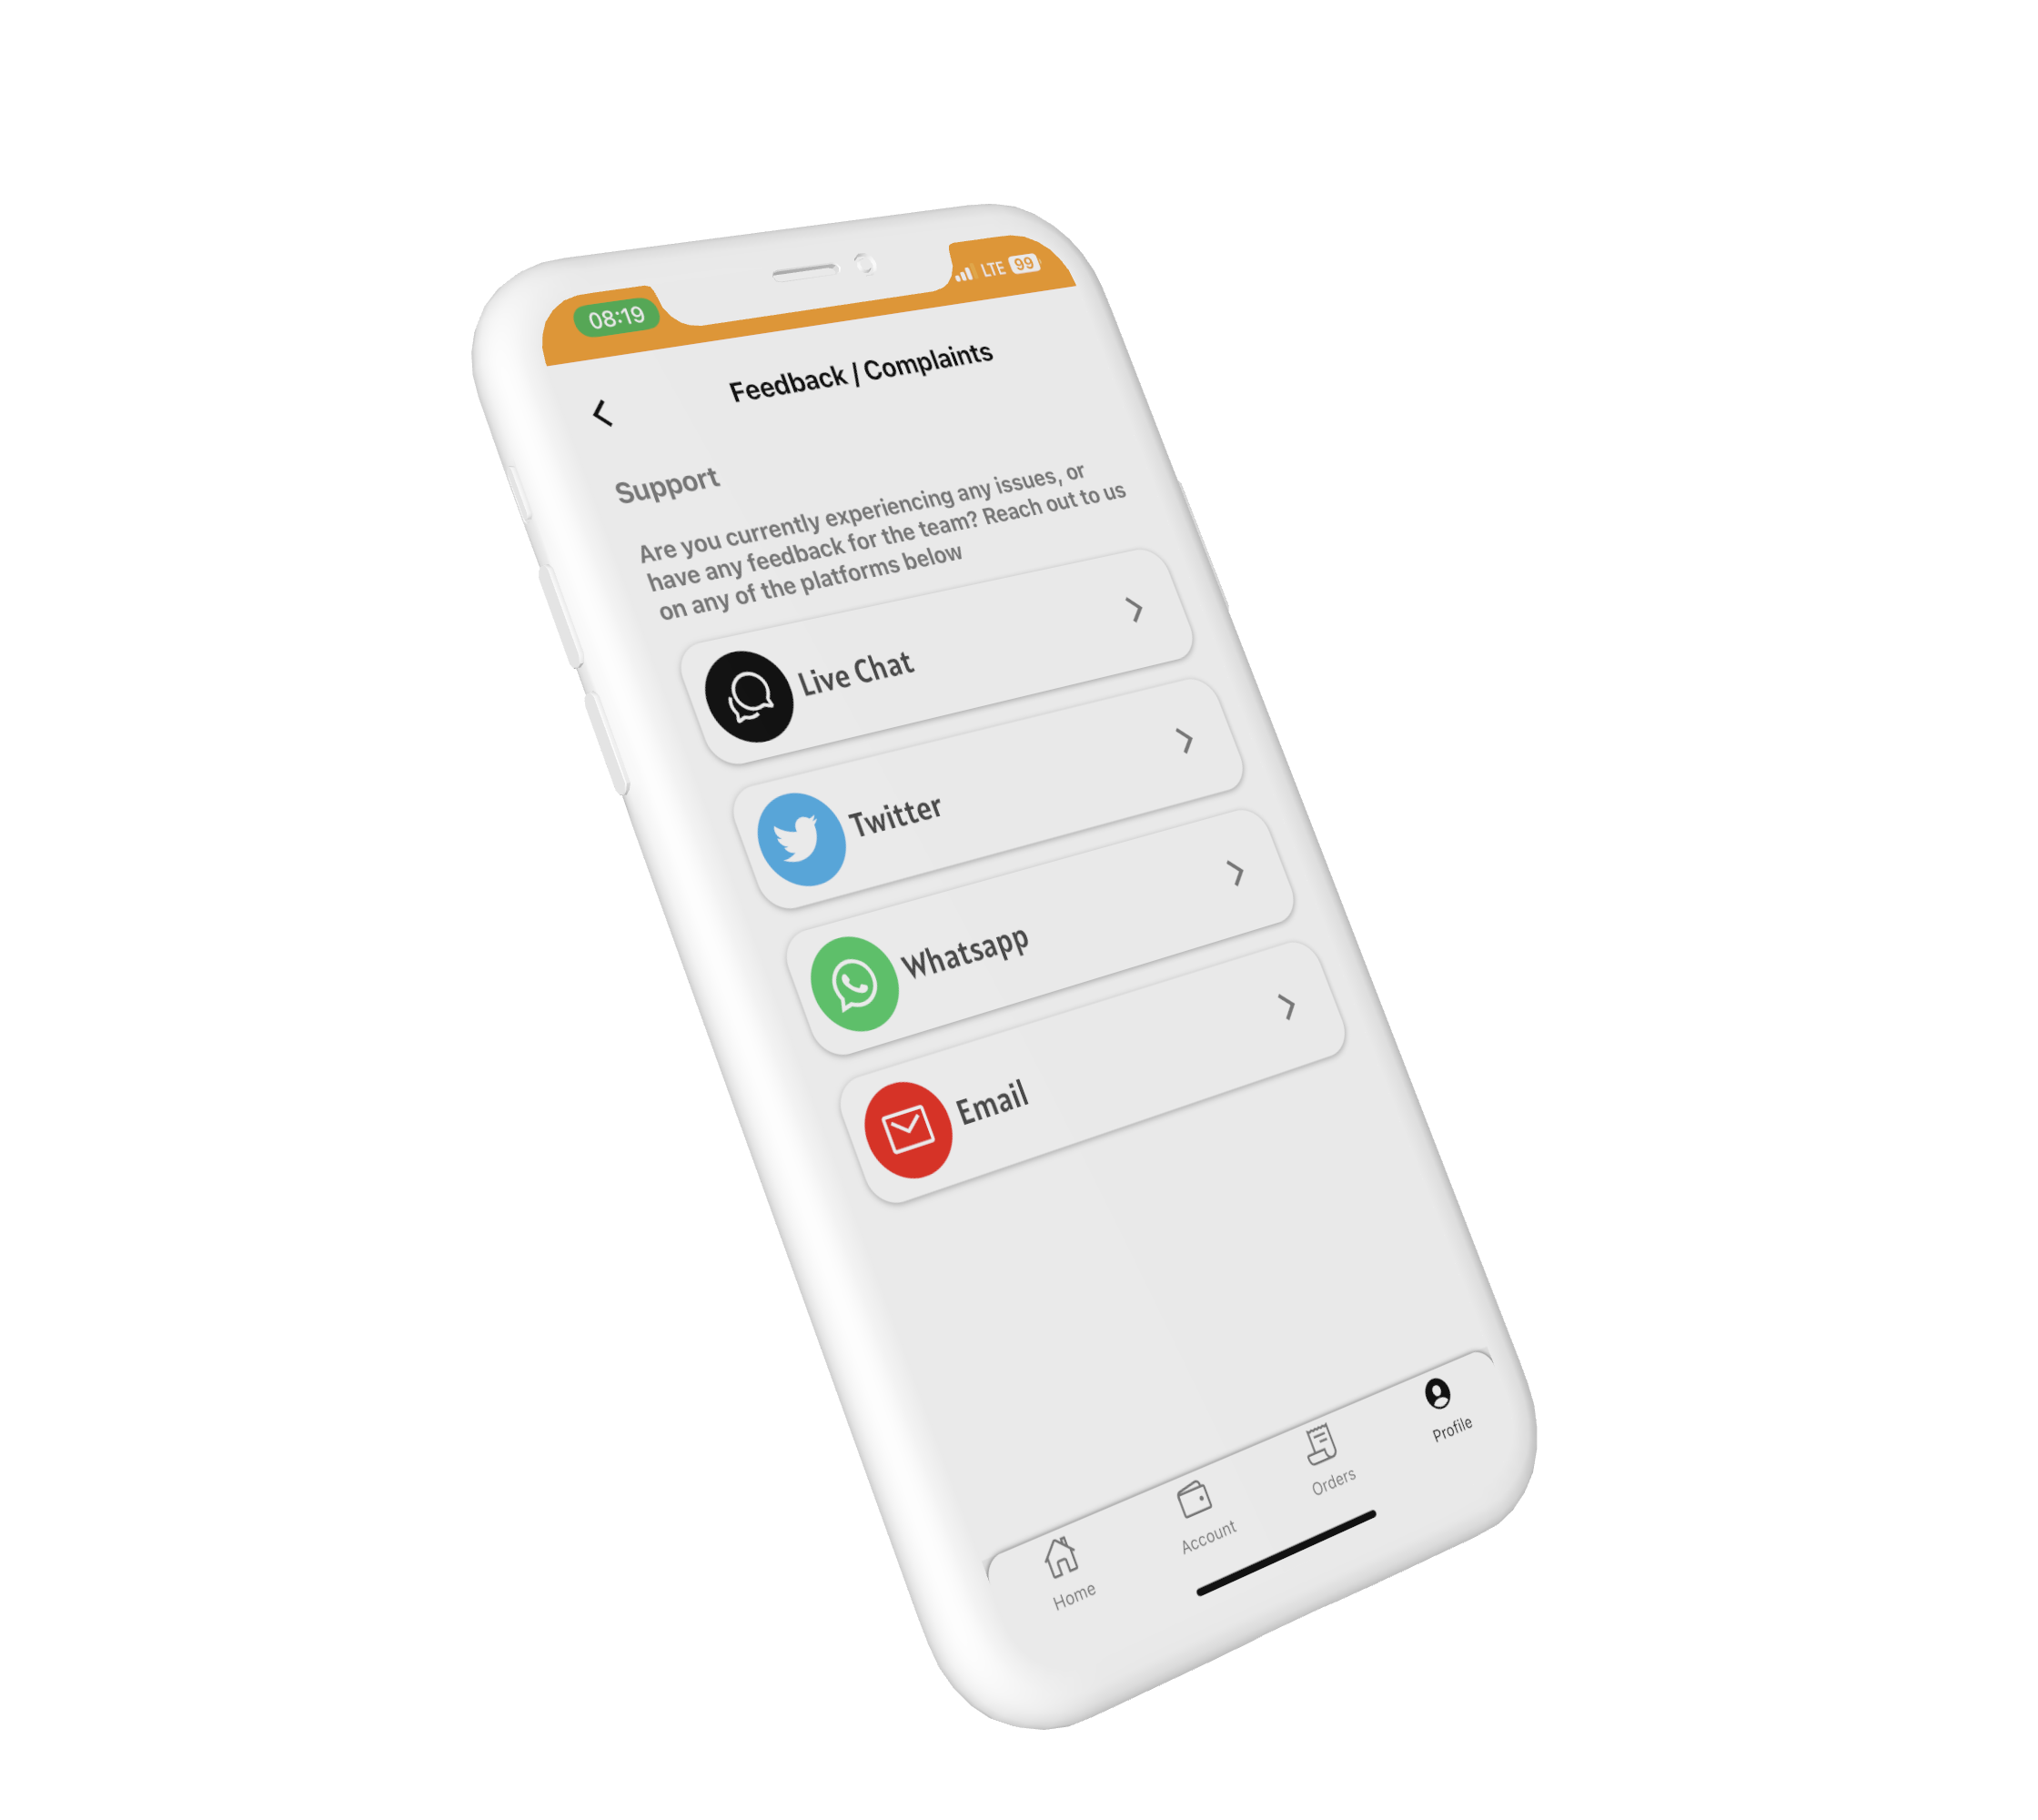 08:19
LTE 99
Feedback / Complaints
Support
Are you currently experiencing any issues, or
have any feedback for the team? Reach out to us
on any of the platforms below
Live Chat
Twitter
Whatsapp
Email
Home
Account
Orders
Profile